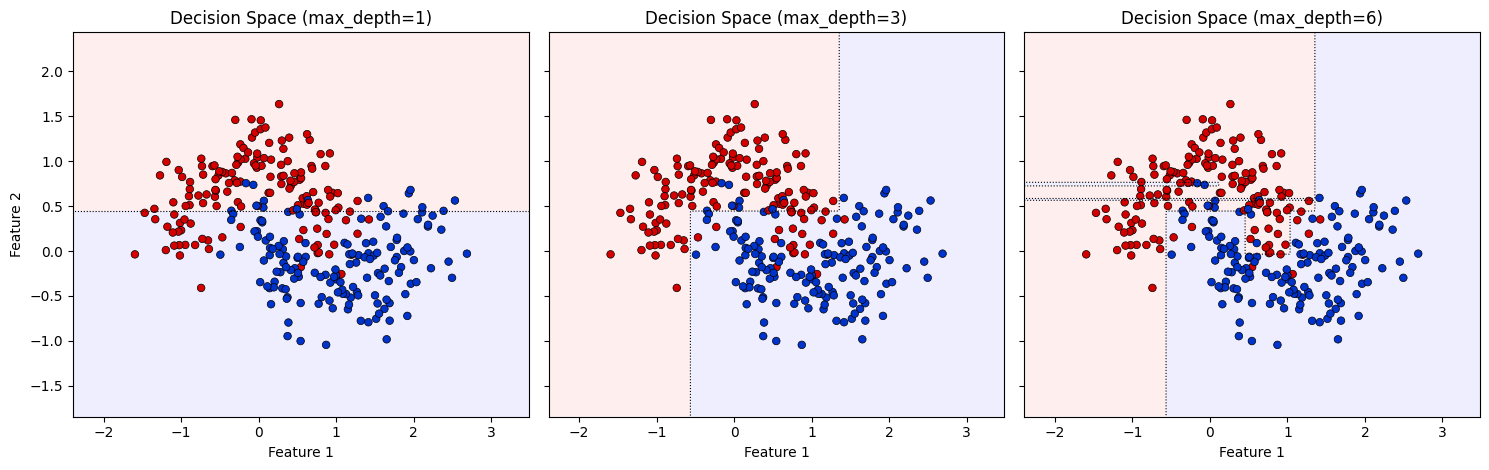 Decision Space (max_depth=1)
Decision Space (max_depth=3)
Decision Space (max_depth=6)
Feature 2
2.0
1.5
1.0
0.5
0.0
−0.5
−1.0
−1.5
−2 −1 0 1 2 3
−2 −1 0 1 2 3
−2 −1 0 1 2 3
Feature 1
Feature 1
Feature 1